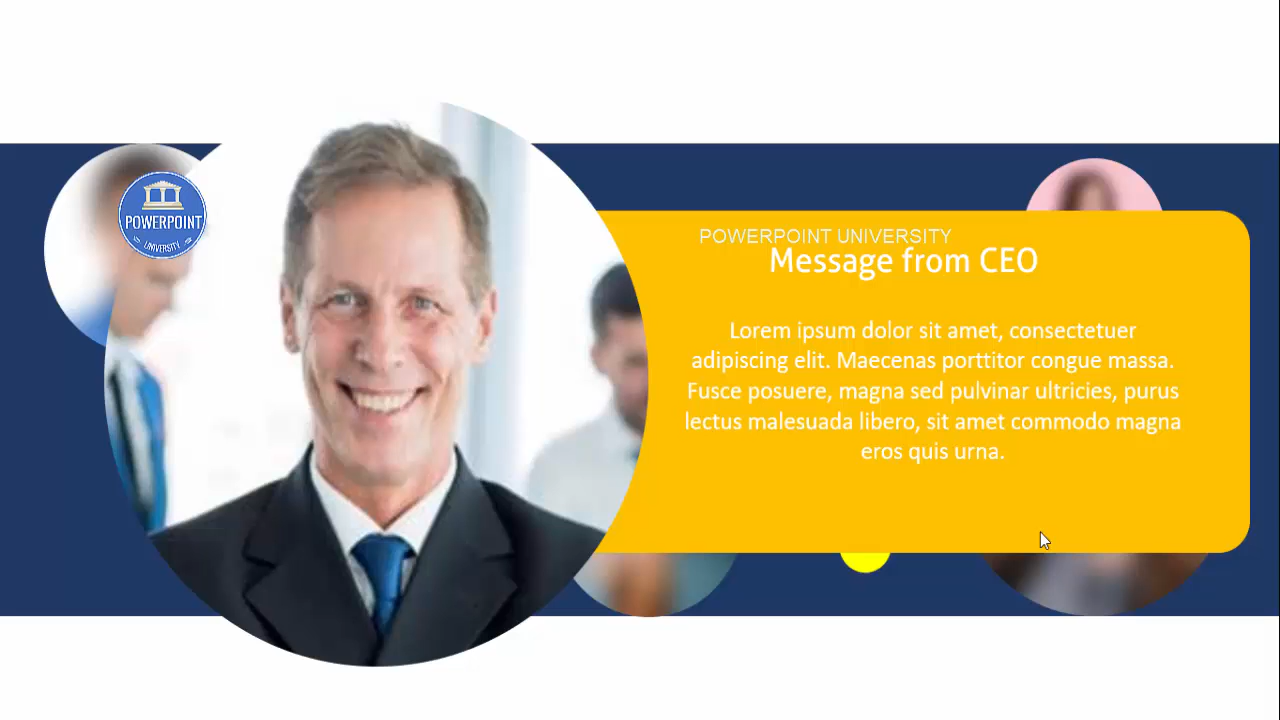 POWERPOINT
UNIVERSITY
POWERPOINT UNIVERSITY
Message from CEO
Lorem ipsum dolor sit amet, consectetuer
adipiscing elit. Maecenas porttitor congue massa.
Fusce posuere, magna sed pulvinar ultricies, purus
lectus malesuada libero, sit amet commodo magna
eros quis urna.